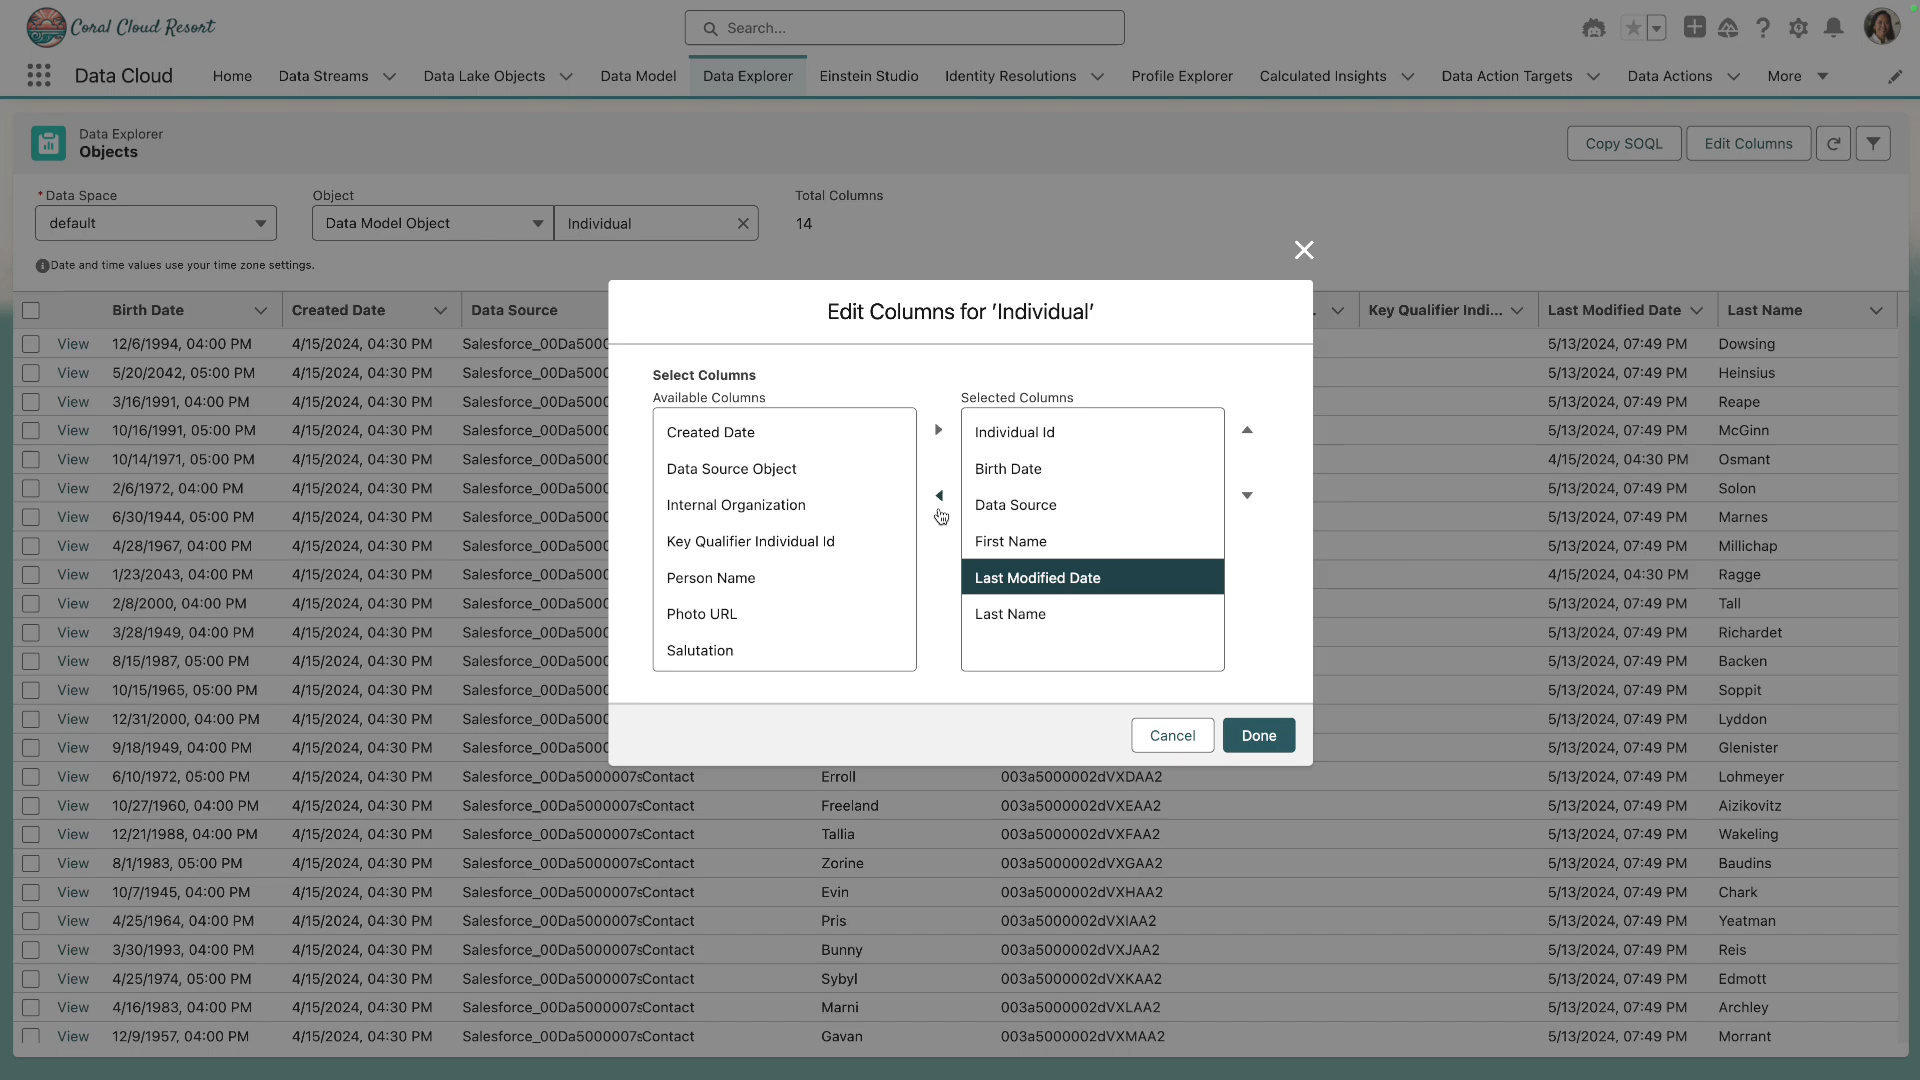 Coral Cloud Resort
Search...
Data Cloud Home Data Streams Data Lake Objects Data Model Data Explorer Einstein Studio Identity Resolutions Profile Explorer Calculated Insights Data Action Targets Data Actions More
Data Explorer
Objects
Copy SOQL Edit Columns
* Data Space Object Total Columns
default Data Model Object Individual 14
Date and time values use your time zone settings.
Birth Date Created Date Data Source Key Qualifier Indi... Last Modified Date Last Name
View 12/6/1994, 04:00 PM 4/15/2024, 04:30 PM Salesforce_00Da5000 5/13/2024, 07:49 PM Dowsing
View 5/20/2042, 05:00 PM 4/15/2024, 04:30 PM Salesforce_00Da5000 5/13/2024, 07:49 PM Heinsius
View 3/16/1991, 04:00 PM 4/15/2024, 04:30 PM Salesforce_00Da5000 5/13/2024, 07:49 PM Reape
View 10/16/1991, 05:00 PM 4/15/2024, 04:30 PM Salesforce_00Da5000 5/13/2024, 07:49 PM McGinn
View 10/14/1971, 05:00 PM 4/15/2024, 04:30 PM Salesforce_00Da5000 4/15/2024, 04:30 PM Osmant
View 2/6/1972, 04:00 PM 4/15/2024, 04:30 PM Salesforce_00Da5000 5/13/2024, 07:49 PM Solon
View 6/30/1944, 05:00 PM 4/15/2024, 04:30 PM Salesforce_00Da5000 5/13/2024, 07:49 PM Marnes
View 4/28/1967, 04:00 PM 4/15/2024, 04:30 PM Salesforce_00Da5000 5/13/2024, 07:49 PM Millichap
View 1/23/2043, 04:00 PM 4/15/2024, 04:30 PM Salesforce_00Da5000 4/15/2024, 04:30 PM Ragge
View 2/8/2000, 04:00 PM 4/15/2024, 04:30 PM Salesforce_00Da5000 5/13/2024, 07:49 PM Tall
View 3/28/1949, 04:00 PM 4/15/2024, 04:30 PM Salesforce_00Da5000 5/13/2024, 07:49 PM Richardet
View 8/15/1987, 05:00 PM 4/15/2024, 04:30 PM Salesforce_00Da5000 5/13/2024, 07:49 PM Backen
View 10/15/1965, 05:00 PM 4/15/2024, 04:30 PM Salesforce_00Da5000 5/13/2024, 07:49 PM Soppit
View 12/31/2000, 04:00 PM 4/15/2024, 04:30 PM Salesforce_00Da5000 5/13/2024, 07:49 PM Lyddon
View 9/18/1949, 04:00 PM 4/15/2024, 04:30 PM Salesforce_00Da5000 5/13/2024, 07:49 PM Glenister
View 6/10/1972, 05:00 PM 4/15/2024, 04:30 PM Salesforce_00Da5000007sContact Erroll 003a5000002dVXDAA2 5/13/2024, 07:49 PM Lohmeyer
View 10/27/1960, 04:00 PM 4/15/2024, 04:30 PM Salesforce_00Da5000007sContact Freeland 003a5000002dVXEAA2 5/13/2024, 07:49 PM Aizikovitz
View 12/21/1988, 04:00 PM 4/15/2024, 04:30 PM Salesforce_00Da5000007sContact Tallia 003a5000002dVXFAA2 5/13/2024, 07:49 PM Wakeling
View 8/1/1983, 05:00 PM 4/15/2024, 04:30 PM Salesforce_00Da5000007sContact Zorine 003a5000002dVXGAA2 5/13/2024, 07:49 PM Baudins
View 10/7/1945, 04:00 PM 4/15/2024, 04:30 PM Salesforce_00Da5000007sContact Evin 003a5000002dVXHAA2 5/13/2024, 07:49 PM Chark
View 4/25/1964, 04:00 PM 4/15/2024, 04:30 PM Salesforce_00Da5000007sContact Pris 003a5000002dVXIAA2 5/13/2024, 07:49 PM Yeatman
View 3/30/1993, 04:00 PM 4/15/2024, 04:30 PM Salesforce_00Da5000007sContact Bunny 003a5000002dVXJAA2 5/13/2024, 07:49 PM Reis
View 4/25/1974, 05:00 PM 4/15/2024, 04:30 PM Salesforce_00Da5000007sContact Sybyl 003a5000002dVXKAA2 5/13/2024, 07:49 PM Edmott
View 4/16/1983, 04:00 PM 4/15/2024, 04:30 PM Salesforce_00Da5000007sContact Marni 003a5000002dVXLAA2 5/13/2024, 07:49 PM Archley
View 12/9/1957, 04:00 PM 4/15/2024, 04:30 PM Salesforce_00Da5000007sContact Gavan 003a5000002dVXMAA2 5/13/2024, 07:49 PM Morrant
Edit Columns for 'Individual'
Select Columns
Available Columns
Created Date
Data Source Object
Internal Organization
Key Qualifier Individual Id
Person Name
Photo URL
Salutation
Selected Columns
Individual Id
Birth Date
Data Source
First Name
Last Modified Date
Last Name
Cancel Done